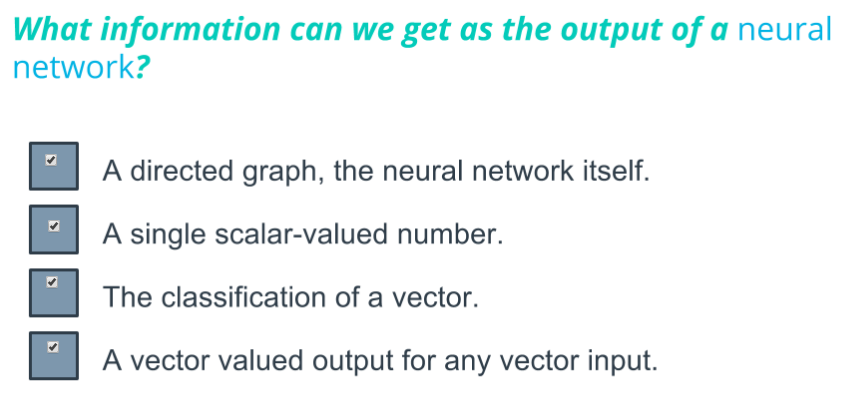 What information can we get as the output of a neural
network?
A directed graph, the neural network itself.
A single scalar-valued number.
The classification of a vector.
A vector valued output for any vector input.